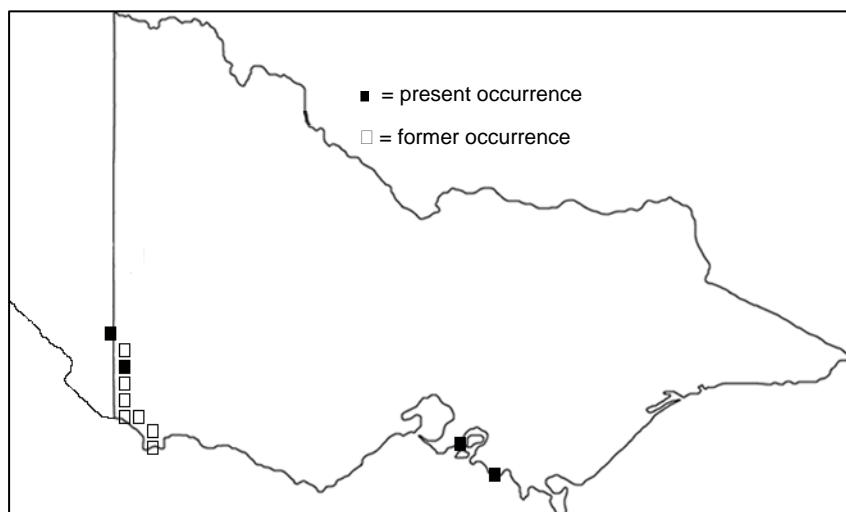 ■ = present occurrence
□ = former occurrence